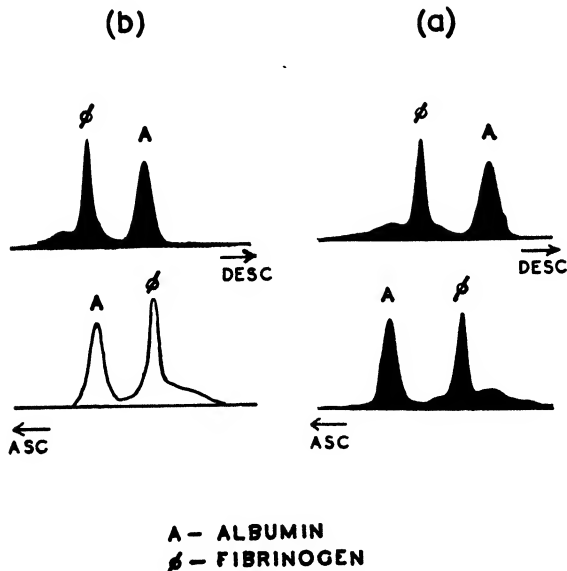 (b) (a)
ϕ A ϕ A
DESC DESC
A ϕ A ϕ
ASC ASC
A – ALBUMIN
ϕ – FIBRINOGEN